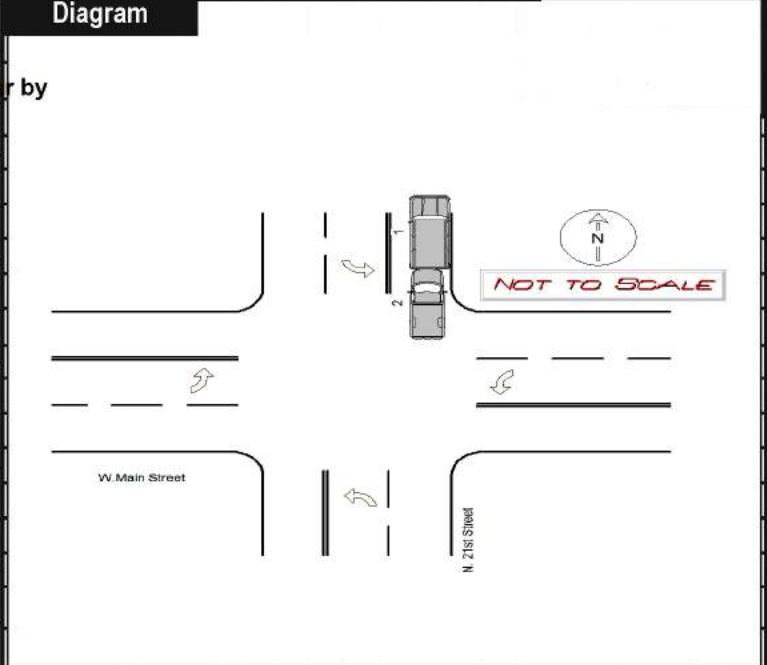 Diagram
r by
N
1
NOT TO SCALE
2
W.Main Street
N. 21st Street